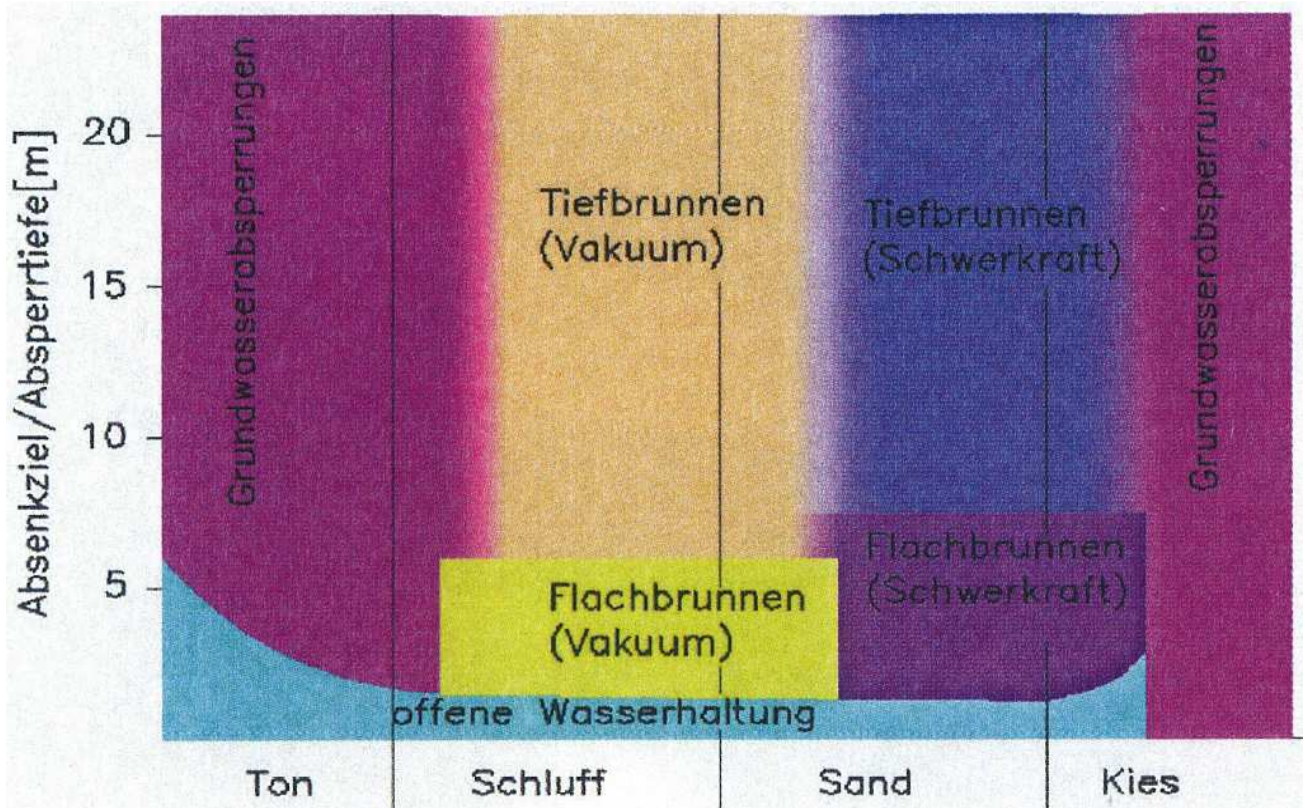 Absenkziel/Absperrtiefe[m]
20
15
10
5
Grundwasserabsperrungen
Tiefbrunnen
(Vakuum)
Tiefbrunnen
(Schwerkraft)
Grundwasserabsperrungen
Flachbrunnen
(Vakuum)
Flachbrunnen
(Schwerkraft)
offene Wasserhaltung
Ton
Schluff
Sand
Kies